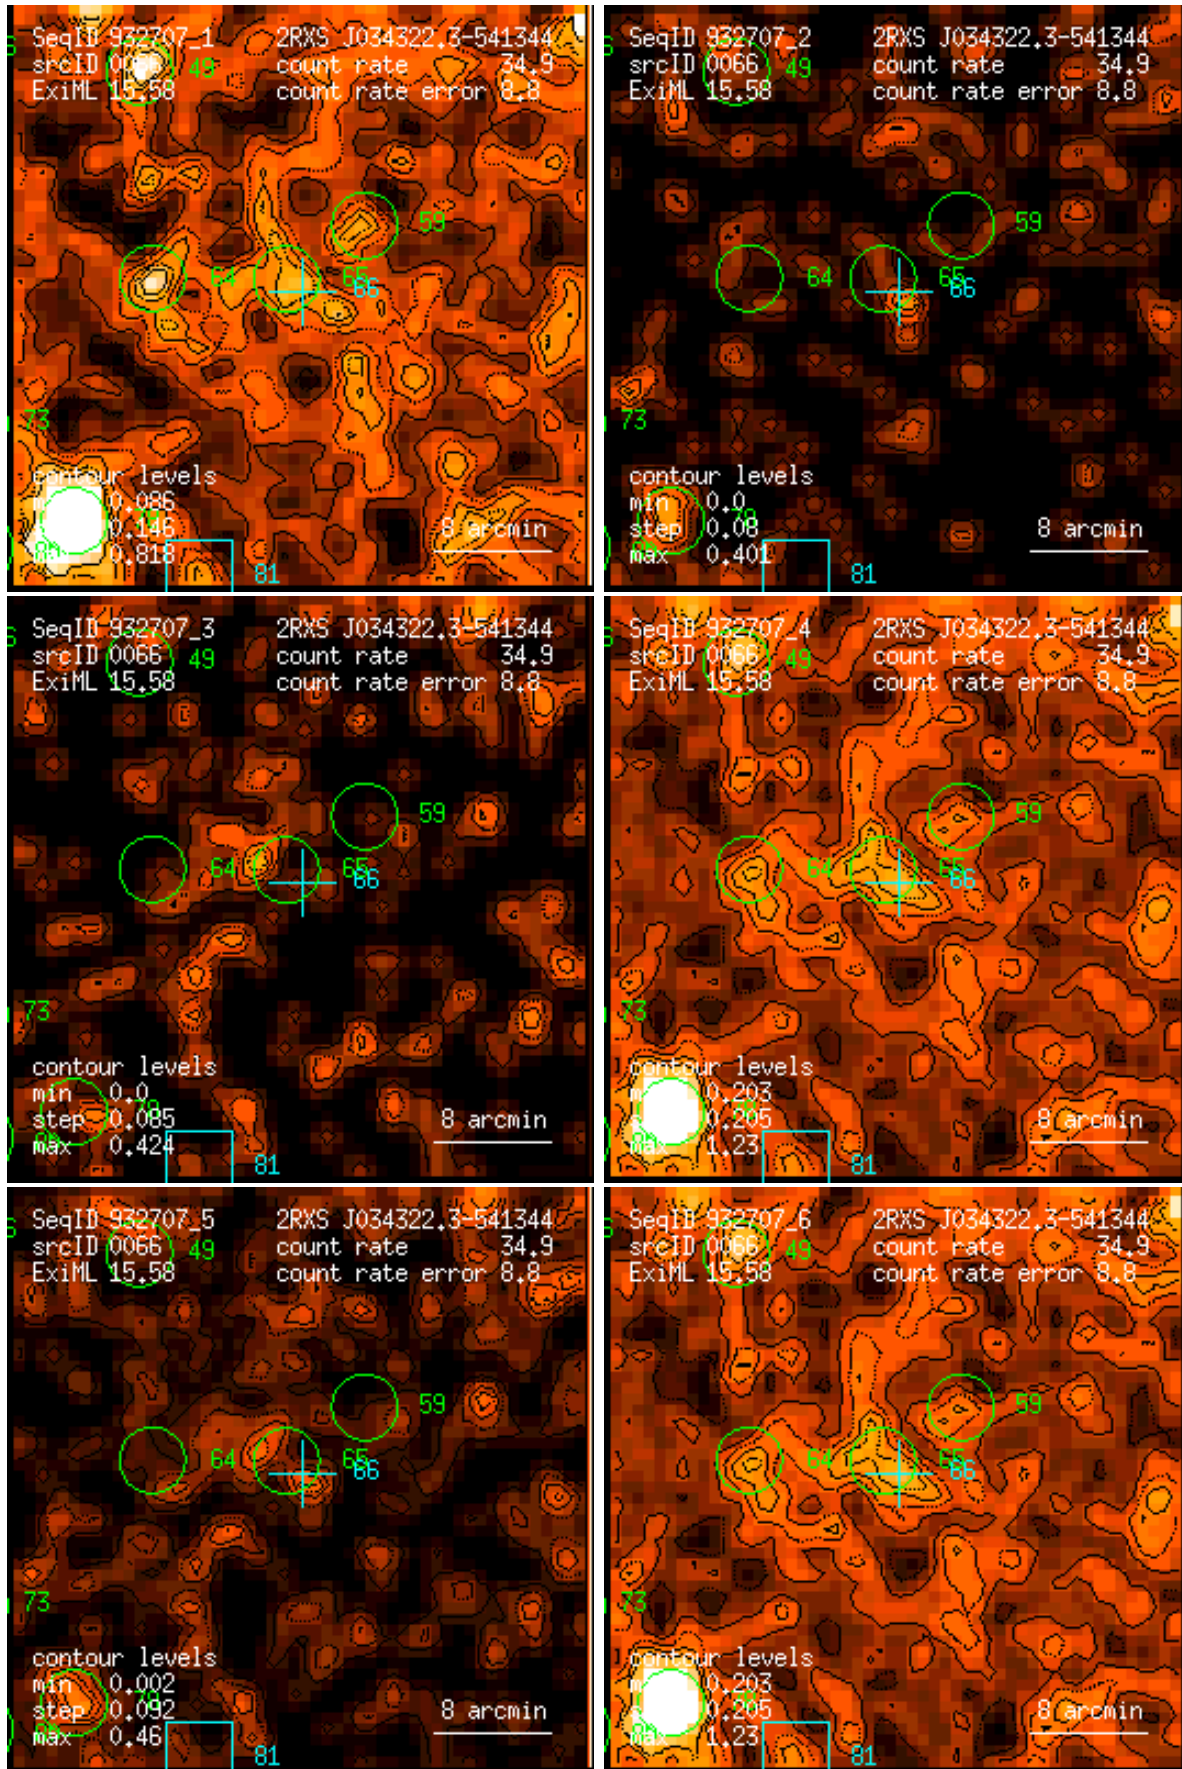 SeqID 932707_1 2RXS J034322.3-541344
srcID 0066 49 count rate 34.9
ExiML 15.58 count rate error 8.8
59
64 65
66
73
contour levels
0.086
0.146
0.818 8 arcmin
81
SeqID 932707_2 2RXS J034322.3-541344
srcID 0066 49 count rate 34.9
ExiML 15.58 count rate error 8.8
59
64 65
66
73
contour levels
min 0.0
step 0.08 8 arcmin
max 0.401
81
SeqID 932707_3 2RXS J034322.3-541344
srcID 0066 49 count rate 34.9
ExiML 15.58 count rate error 8.8
59
64 65
66
73
contour levels
min 0.0
step 0.085 8 arcmin
max 0.424
81
SeqID 932707_4 2RXS J034322.3-541344
srcID 0066 49 count rate 34.9
ExiML 15.58 count rate error 8.8
59
64 65
66
73
contour levels
0.203
0.205 8 arcmin
max 1.23
81
SeqID 932707_5 2RXS J034322.3-541344
srcID 0066 49 count rate 34.9
ExiML 15.58 count rate error 8.8
59
64 65
66
73
contour levels
min 0.002
step 0.092 8 arcmin
max 0.46
81
SeqID 932707_6 2RXS J034322.3-541344
srcID 0066 49 count rate 34.9
ExiML 15.58 count rate error 8.8
59
64 65
66
73
contour levels
0.203
0.205 8 arcmin
max 1.23
81